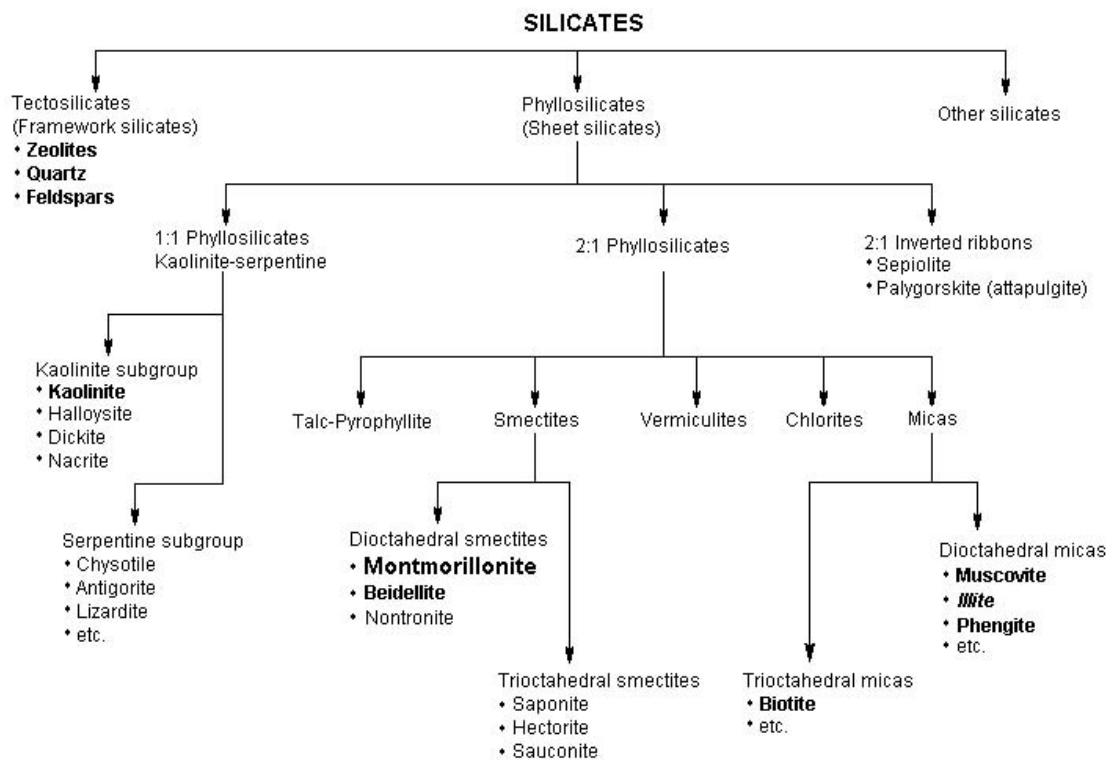 SILICATES
Tectosilicates
(Framework silicates)
• Zeolites
• Quartz
• Feldspars
Phyllosilicates
(Sheet silicates)
Other silicates
1:1 Phyllosilicates
Kaolinite-serpentine
2:1 Phyllosilicates
2:1 Inverted ribbons
• Sepiolite
• Palygorskite (attapulgite)
Kaolinite subgroup
• Kaolinite
• Halloysite
• Dickite
• Nacrite
Talc-Pyrophyllite
Smectites
Vermiculites
Chlorites
Micas
Serpentine subgroup
• Chysotile
• Antigorite
• Lizardite
• etc.
Dioctahedral smectites
• Montmorillonite
• Beidellite
• Nontronite
Dioctahedral micas
• Muscovite
• Illite
• Phengite
• etc.
Trioctahedral smectites
• Saponite
• Hectorite
• Sauconite
Trioctahedral micas
• Biotite
• etc.